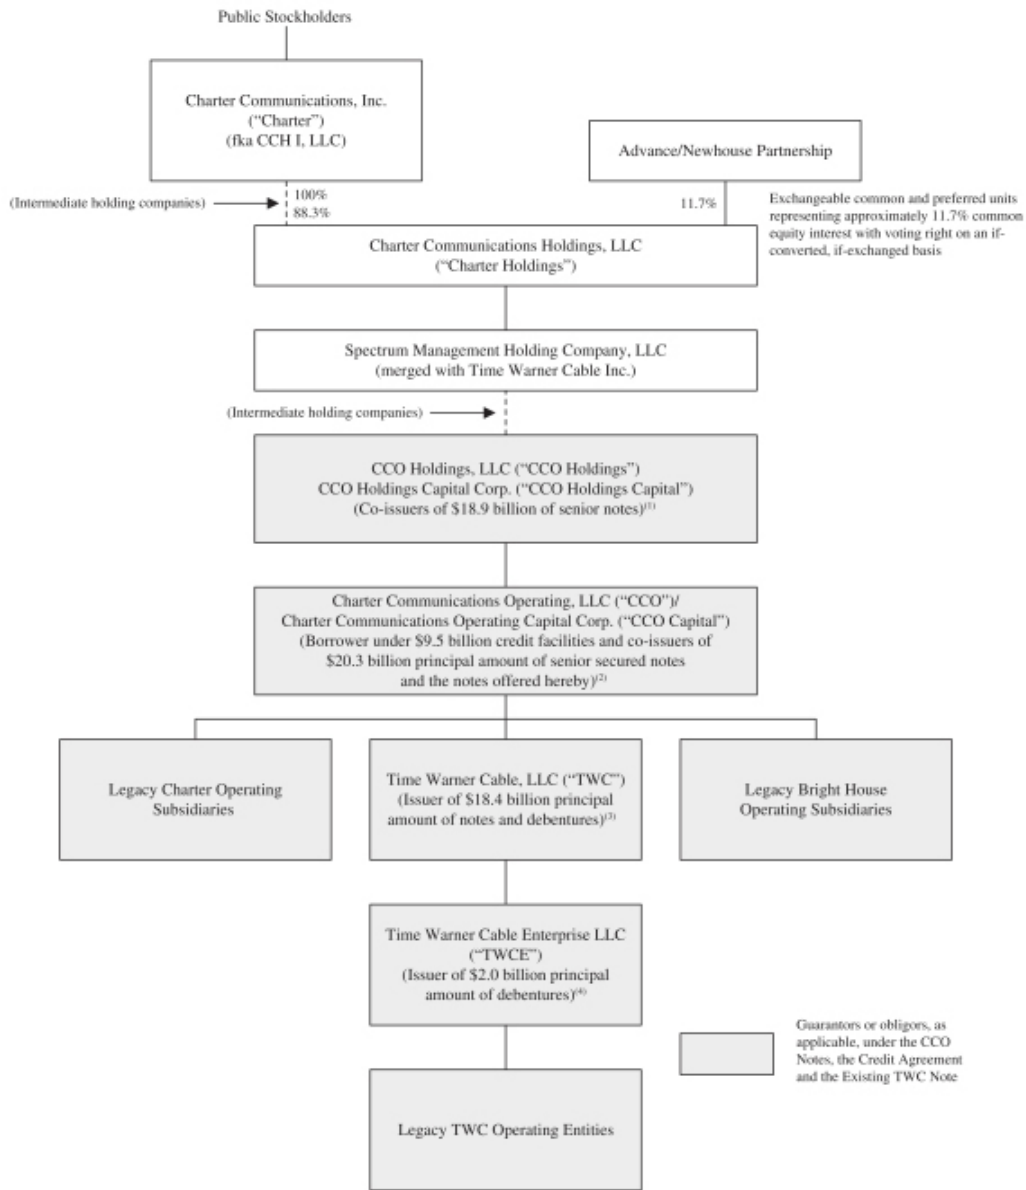 Public Stockholders
Charter Communications, Inc.
(“Charter”)
(fka CCH I, LLC)
Advance/Newhouse Partnership
(Intermediate holding companies)
100%
88.3%
11.7%
Exchangeable common and preferred units
representing approximately 11.7% common
equity interest with voting right on an if-
converted, if-exchanged basis
Charter Communications Holdings, LLC
(“Charter Holdings”)
Spectrum Management Holding Company, LLC
(merged with Time Warner Cable Inc.)
(Intermediate holding companies)
CCO Holdings, LLC (“CCO Holdings”)
CCO Holdings Capital Corp. (“CCO Holdings Capital”)
(Co-issuers of $18.9 billion of senior notes)(1)
Charter Communications Operating, LLC (“CCO”)/
Charter Communications Operating Capital Corp. (“CCO Capital”)
(Borrower under $9.5 billion credit facilities and co-issuers of
$20.3 billion principal amount of senior secured notes
and the notes offered hereby)(2)
Legacy Charter Operating
Subsidiaries
Time Warner Cable, LLC (“TWC”)
(Issuer of $18.4 billion principal
amount of notes and debentures)(3)
Legacy Bright House
Operating Subsidiaries
Time Warner Cable Enterprise LLC
(“TWCE”)
(Issuer of $2.0 billion principal
amount of debentures)(4)
Guarantors or obligors, as
applicable, under the CCO
Notes, the Credit Agreement
and the Existing TWC Note
Legacy TWC Operating Entities